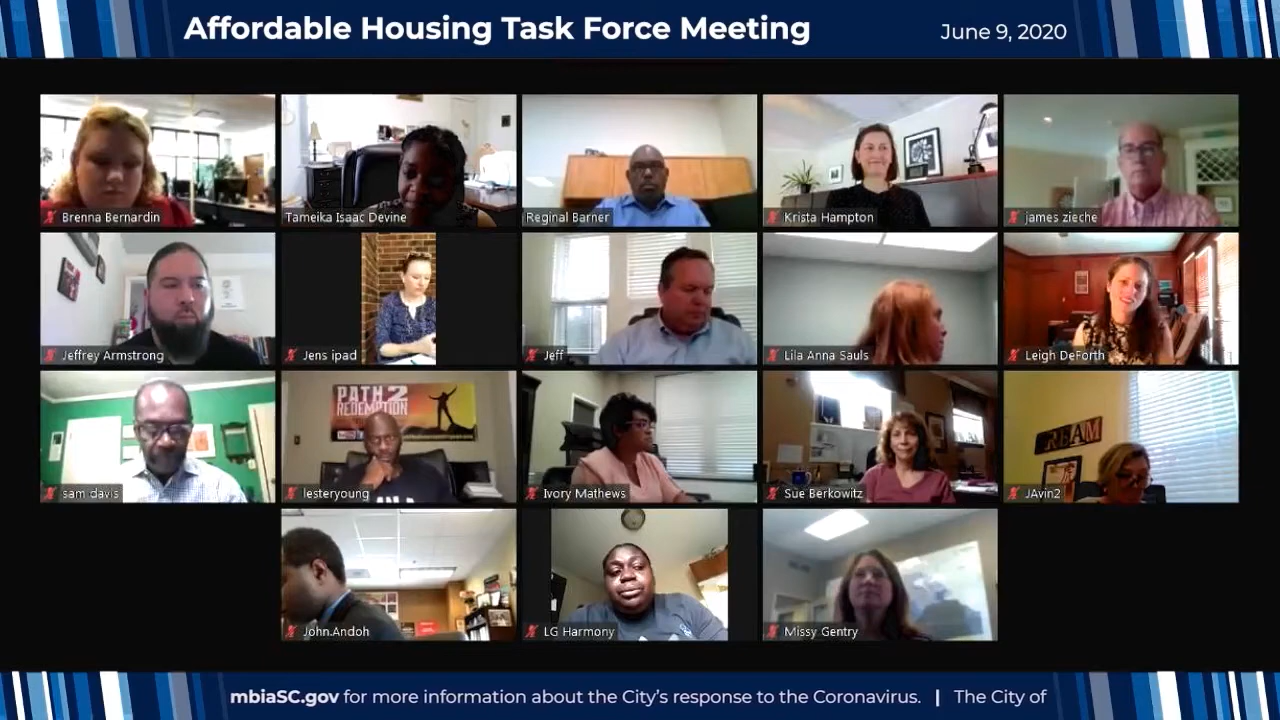 Affordable Housing Task Force Meeting
June 9, 2020
Brenna Bernardin
Tameika Isaac Devine
Reginal Barner
Krista Hampton
james zieche
Jeffrey Armstrong
Jens ipad
Jeff
Lila Anna Sauls
Leigh DeForth
sam davis
PATH 2
REDEMPTION
lesteryoung
Ivory Mathews
Sue Berkowitz
JAvin2
John.Andoh
LG Harmony
Missy Gentry
mbiaSC.gov for more information about the City's response to the Coronavirus. | The City of